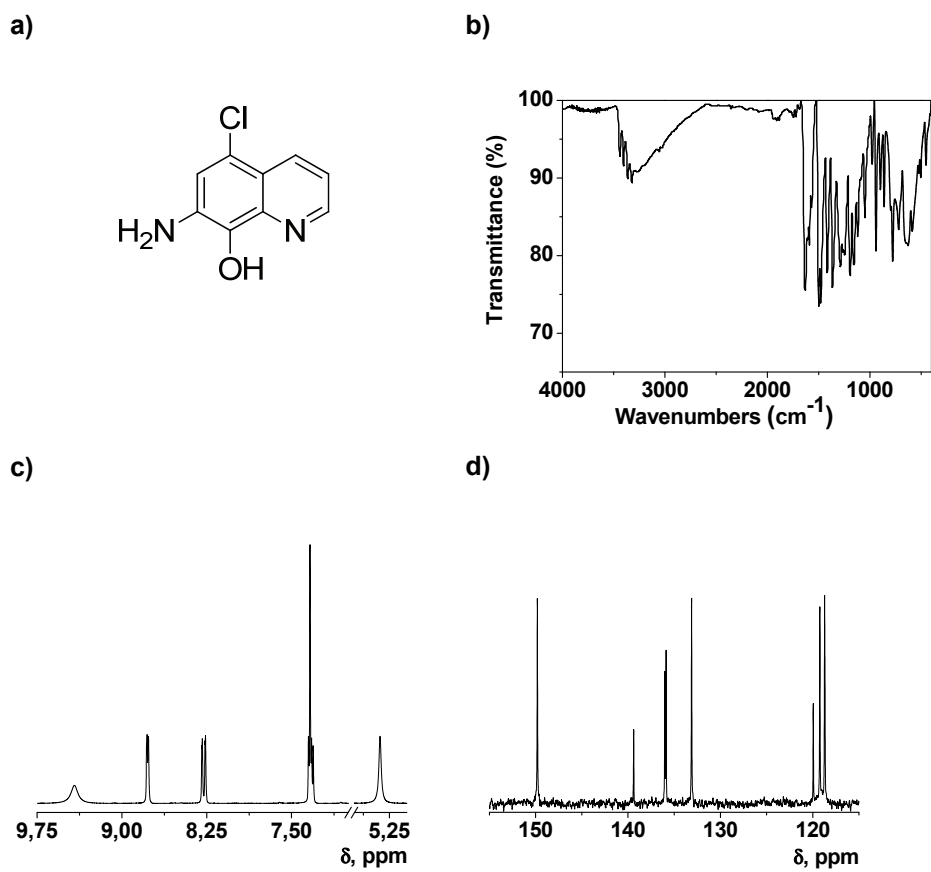 a)
Cl
H₂N
N
OH
b)
Transmittance (%)
100
90
80
70
4000 3000 2000 1000
Wavenumbers (cm⁻¹)
c)
9,75 9,00 8,25 7,50 5,25
δ, ppm
d)
150 140 130 120
δ, ppm